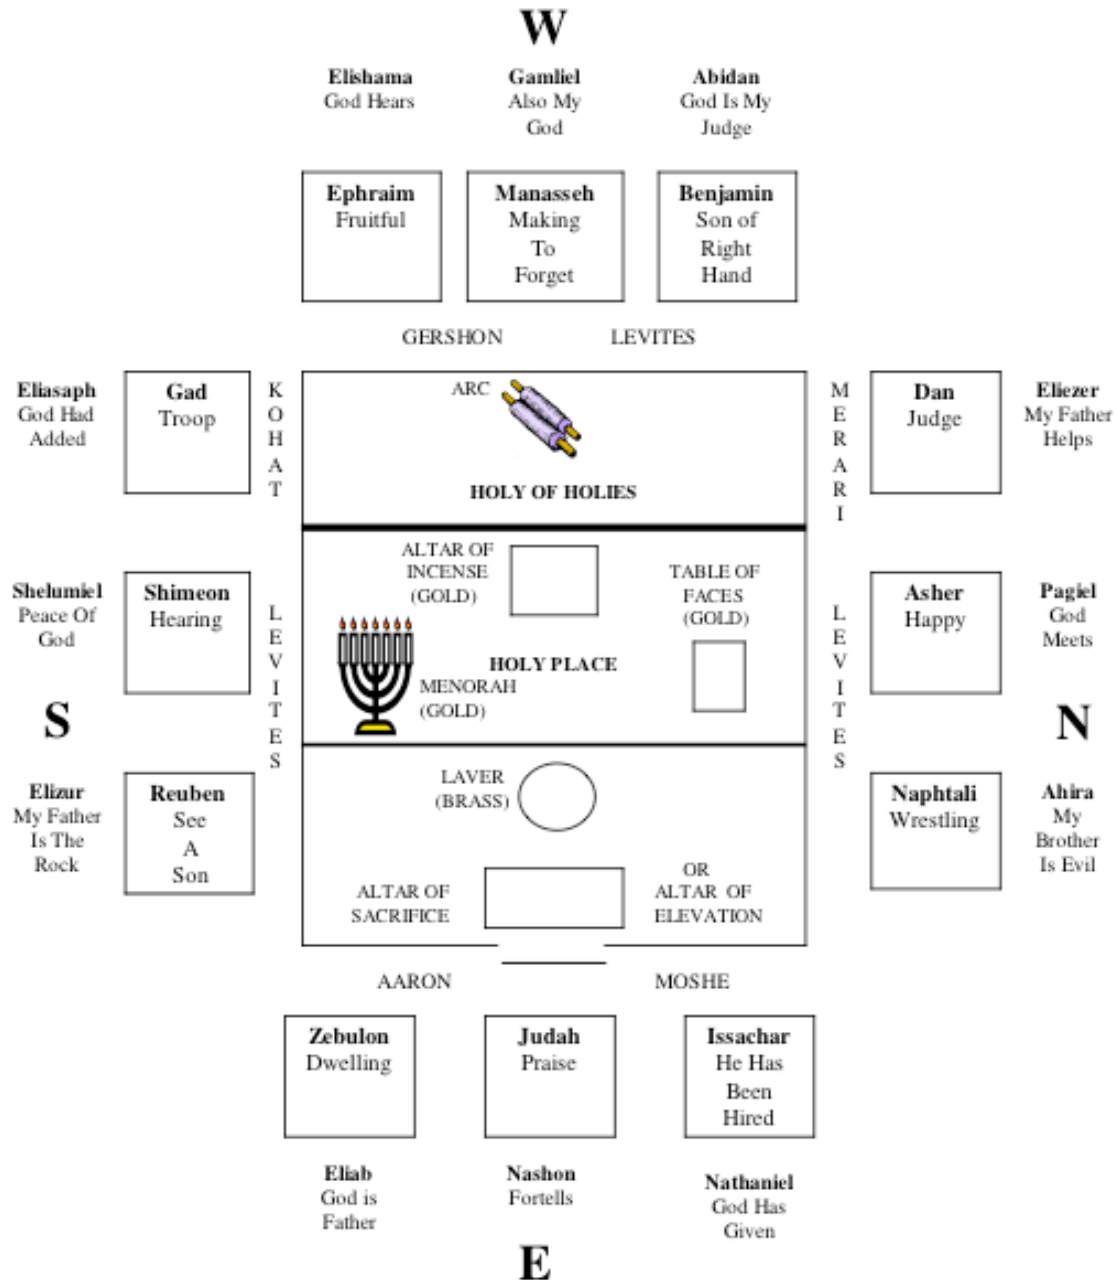 W
Elishama
God Hears
Gamliel
Also My
God
Abidan
God Is My
Judge
Ephraim
Fruitful
Manasseh
Making
To
Forget
Benjamin
Son of
Right
Hand
GERSHON LEVITES
Eliasaph
God Had
Added
Gad
Troop
K
O
H
A
T
ARC
HOLY OF HOLIES
M
E
R
A
R
I
Dan
Judge
Eliezer
My Father
Helps
Shelumiel
Peace Of
God
Shimeon
Hearing
L
E
V
I
T
E
S
ALTAR OF
INCENSE
(GOLD)
TABLE OF
FACES
(GOLD)
HOLY PLACE
MENORAH
(GOLD)
L
E
V
I
T
E
S
Asher
Happy
Pagiel
God
Meets
S
N
Elizur
My Father
Is The
Rock
Reuben
See
A
Son
LAVER
(BRASS)
ALTAR OF
SACRIFICE
OR
ALTAR OF
ELEVATION
Naphtali
Wrestling
Ahira
My
Brother
Is Evil
AARON MOSHE
Zebulon
Dwelling
Judah
Praise
Issachar
He Has
Been
Hired
Eliab
God is
Father
Nashon
Fortells
Nathaniel
God Has
Given
E